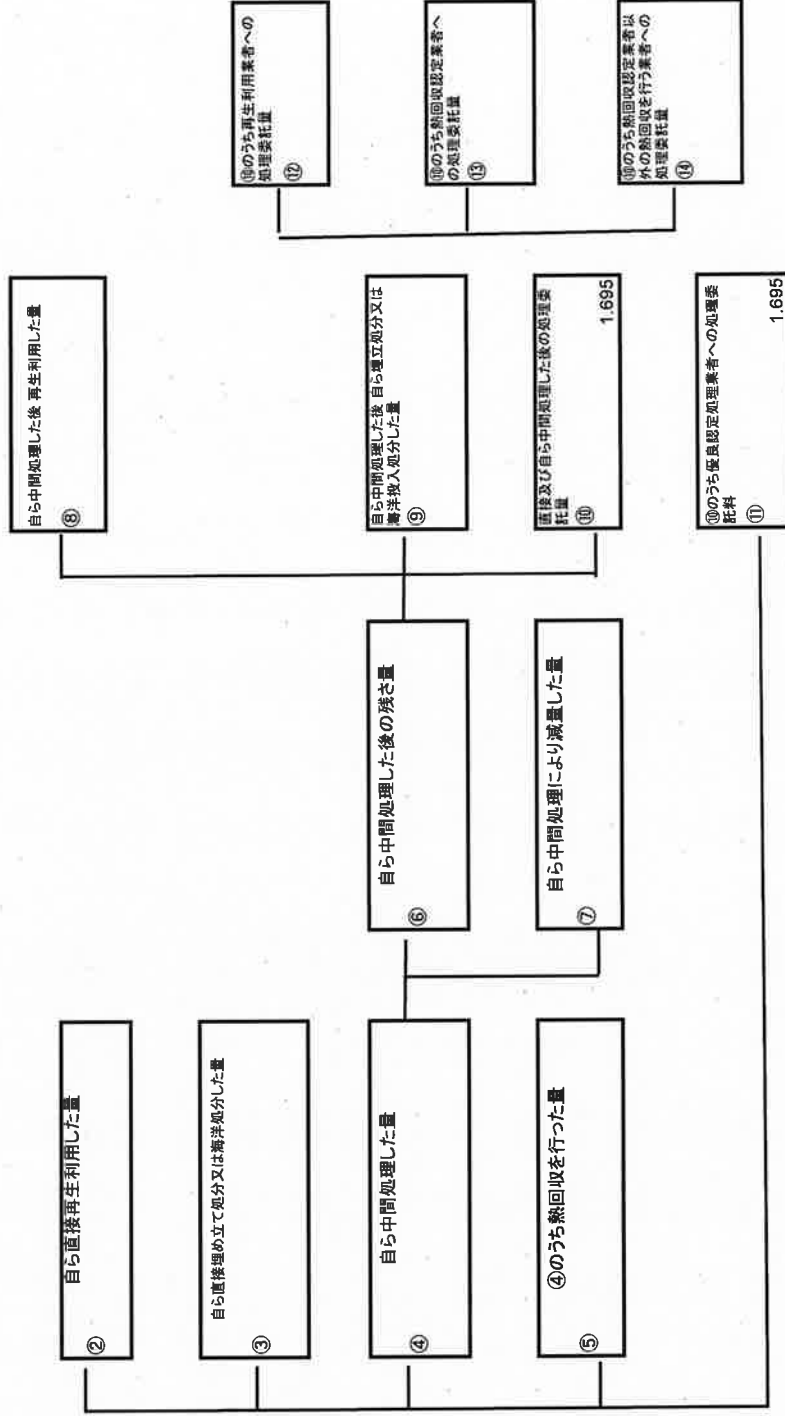 自ら直接再生利用した量
②
自ら直接埋め立て処分又は海洋処分した量
③
自ら中間処理した量
④
④のうち熱回収を行った量
⑤
自ら中間処理した後の残さ量
⑥
自ら中間処理により減量した量
⑦
自ら中間処理した後 再生利用した量
⑧
自ら中間処理した後 自ら埋立処分又は
海洋投入処分した量
⑨
直接及び自ら中間処理した後の処理委
託量
⑩
1.695
⑩のうち優良認定処理業者への処理委
託料
⑪
1.695
⑩のうち再生利用業者への
処理委託量
⑫
⑩のうち熱回収認定業者へ
の処理委託量
⑬
⑩のうち熱回収認定業者以
外の熱回収を行う業者への
処理委託量
⑭